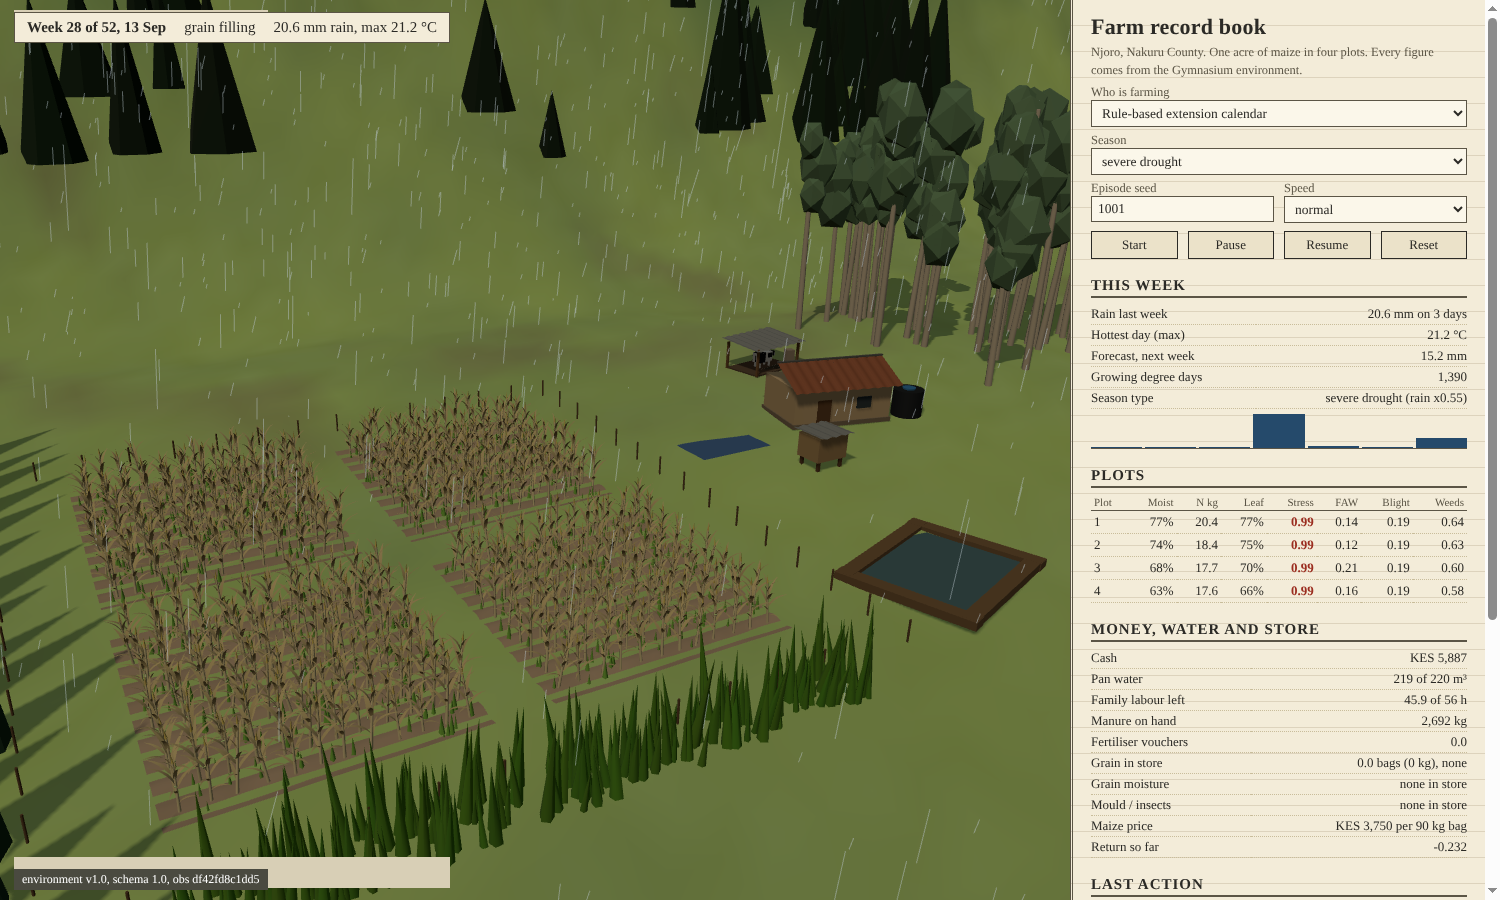 Week 28 of 52, 13 Sep grain filling 20.6 mm rain, max 21.2 °C
environment v1.0, schema 1.0, obs df42fd8c1dd5
Farm record book
Njoro, Nakuru County. One acre of maize in four plots. Every figure
comes from the Gymnasium environment.
Who is farming
Rule-based extension calendar
Season
severe drought
Episode seed Speed
1001 normal
Start Pause Resume Reset
THIS WEEK
Rain last week 20.6 mm on 3 days
Hottest day (max) 21.2 °C
Forecast, next week 15.2 mm
Growing degree days 1,390
Season type severe drought (rain x0.55)
PLOTS
Plot Moist N kg Leaf Stress FAW Blight Weeds
1 77% 20.4 77% 0.99 0.14 0.19 0.64
2 74% 18.4 75% 0.99 0.12 0.19 0.63
3 68% 17.7 70% 0.99 0.21 0.19 0.60
4 63% 17.6 66% 0.99 0.16 0.19 0.58
MONEY, WATER AND STORE
Cash KES 5,887
Pan water 219 of 220 m³
Family labour left 45.9 of 56 h
Manure on hand 2,692 kg
Fertiliser vouchers 0.0
Grain in store 0.0 bags (0 kg), none
Grain moisture none in store
Mould / insects none in store
Maize price KES 3,750 per 90 kg bag
Return so far -0.232
LAST ACTION